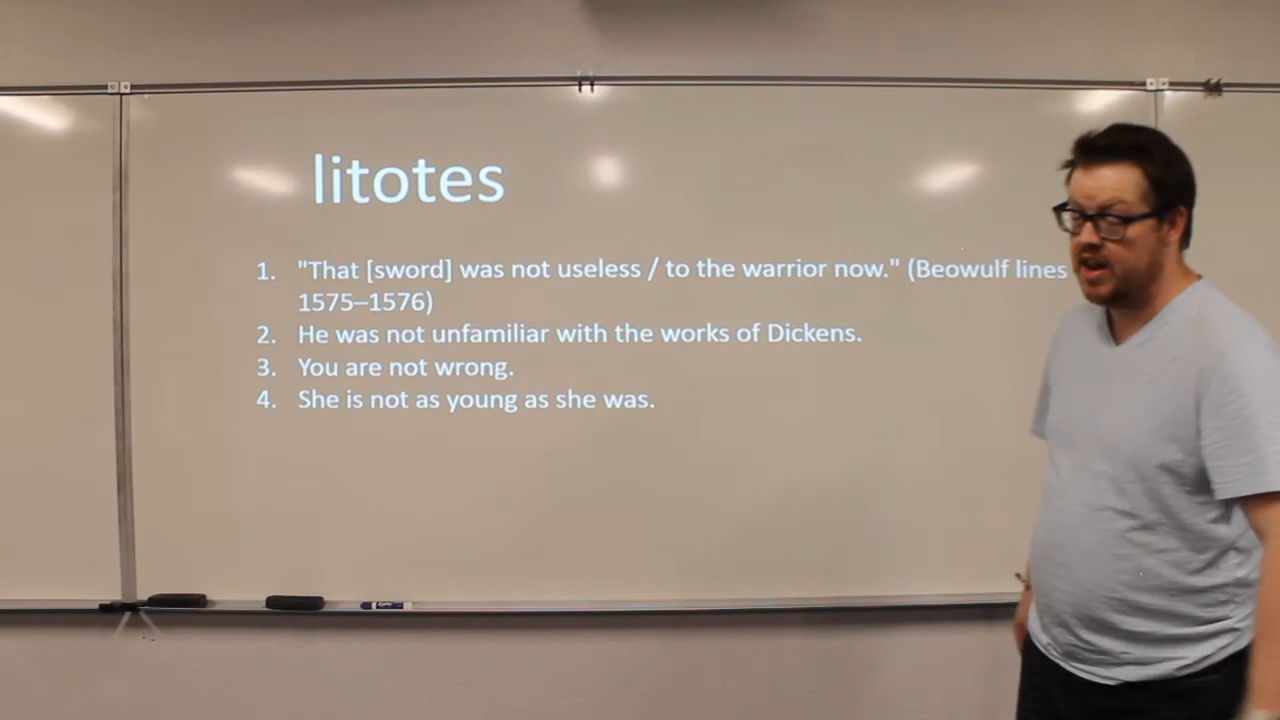 litotes
1. "That [sword] was not useless / to the warrior now." (Beowulf lines
1575–1576)
2. He was not unfamiliar with the works of Dickens.
3. You are not wrong.
4. She is not as young as she was.